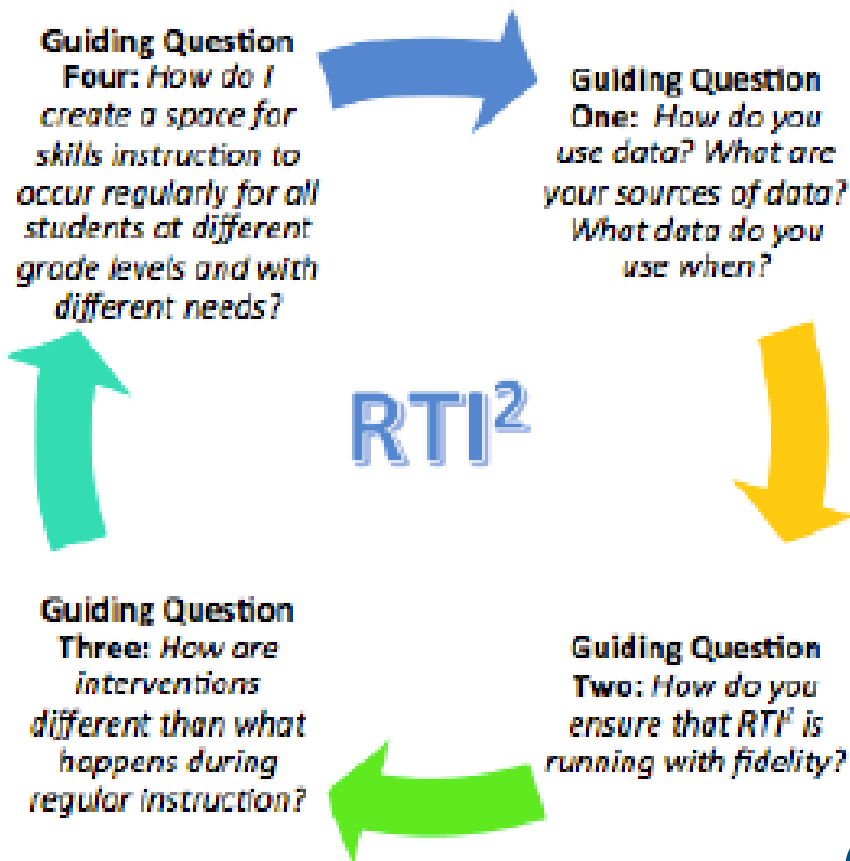 Guiding Question
Four: How do I
create a space for
skills instruction to
occur regularly for all
students at different
grade levels and with
different needs?
Guiding Question
One: How do you
use data? What are
your sources of data?
What data do you
use when?
RTI²
Guiding Question
Three: How are
interventions
different than what
happens during
regular instruction?
Guiding Question
Two: How do you
ensure that RTI² is
running with fidelity?